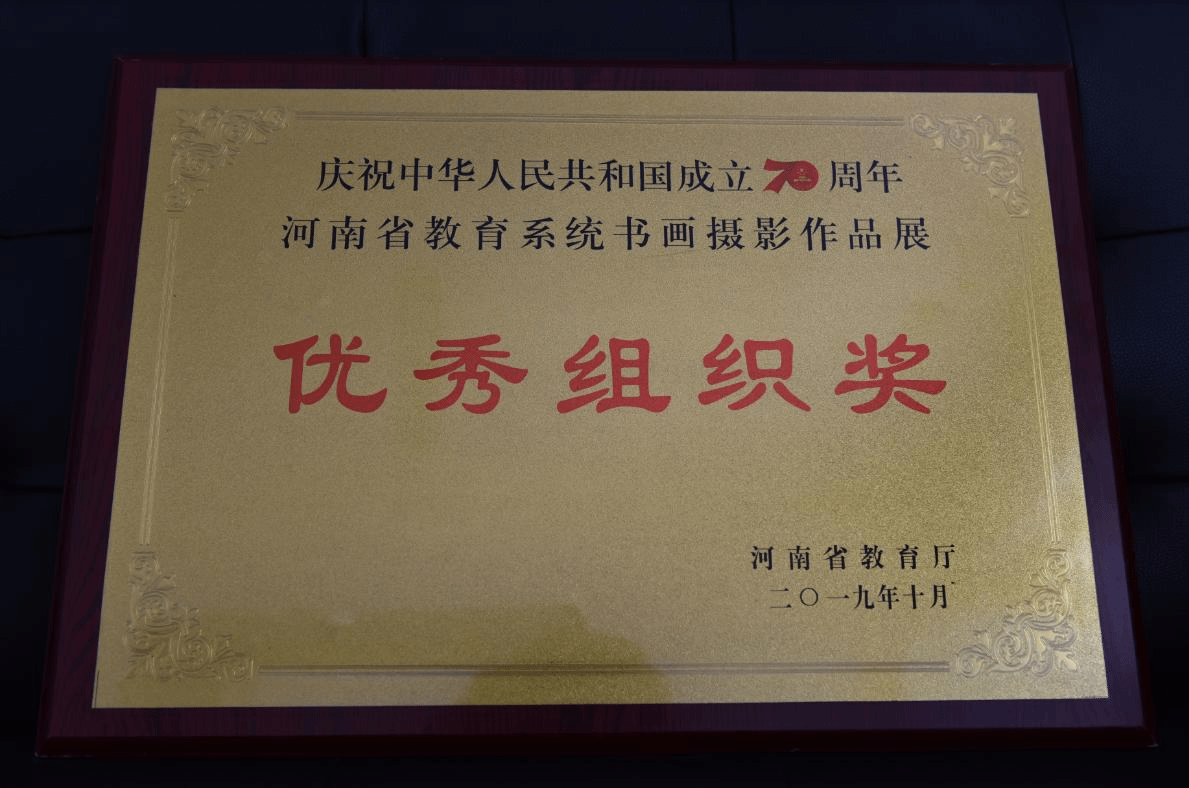 庆祝中华人民共和国成立70周年
河南省教育系统书画摄影作品展
优秀组织奖
河南省教育厅
二〇一九年十月